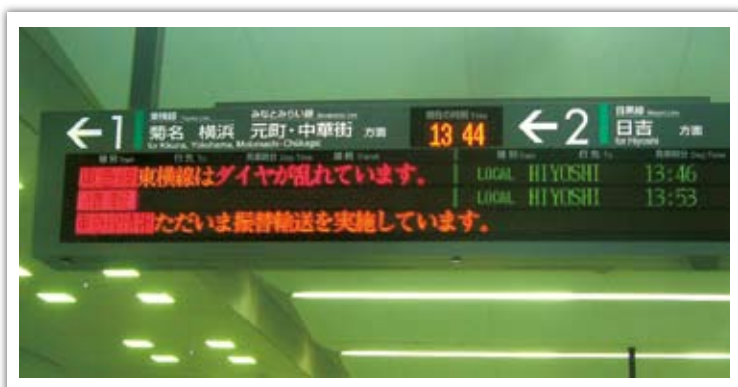 ←1 東横線 みなとみらい線
菊名 横浜 元町・中華街 方面
for Kikuna, Yokohama, Motomachi-Chukagai
13 44
←2 目黒線
日吉 方面
for Hiyoshi
東横線はダイヤが乱れています。
ただいま振替輸送を実施しています。
LOCAL HIYOSHI 13:46
LOCAL HIYOSHI 13:53